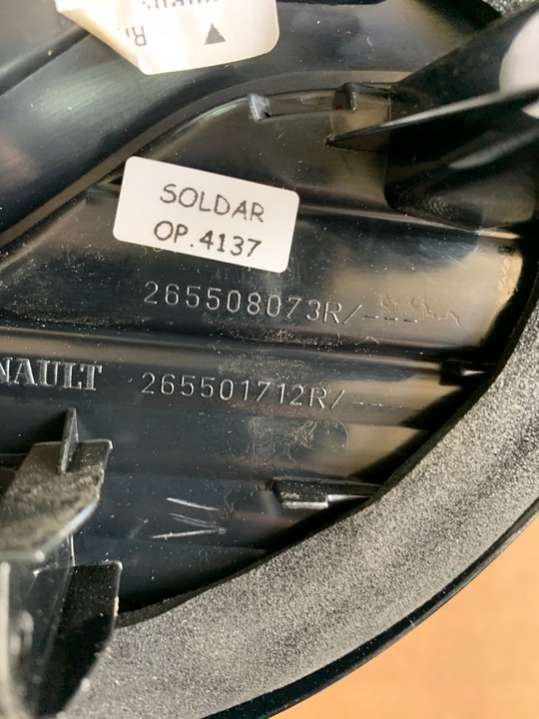 SOLDAR
OP.4137
265508073R/
NAULT 265501712R/----